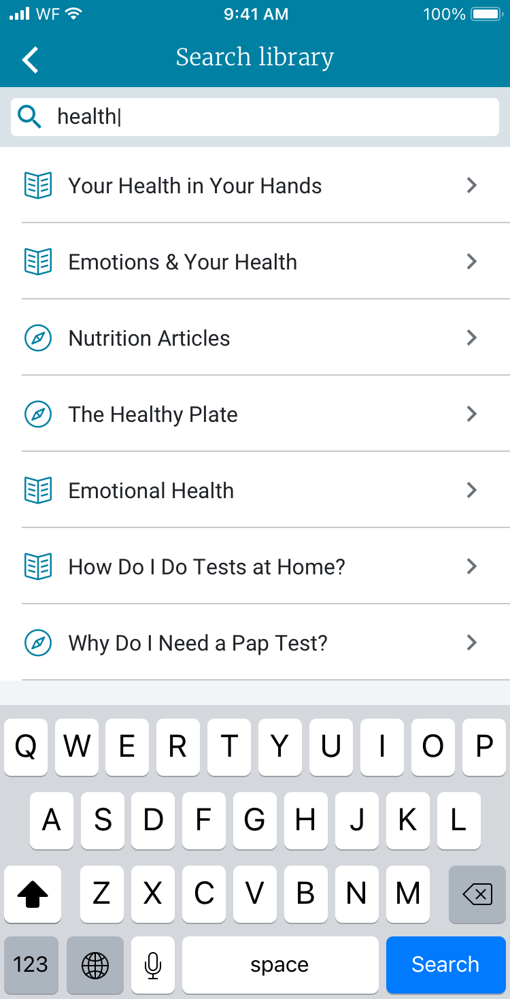 WF 9:41 AM 100%
Search library
health
Your Health in Your Hands
Emotions & Your Health
Nutrition Articles
The Healthy Plate
Emotional Health
How Do I Do Tests at Home?
Why Do I Need a Pap Test?
Q W E R T Y U I O P
A S D F G H J K L
Z X C V B N M
123 space Search